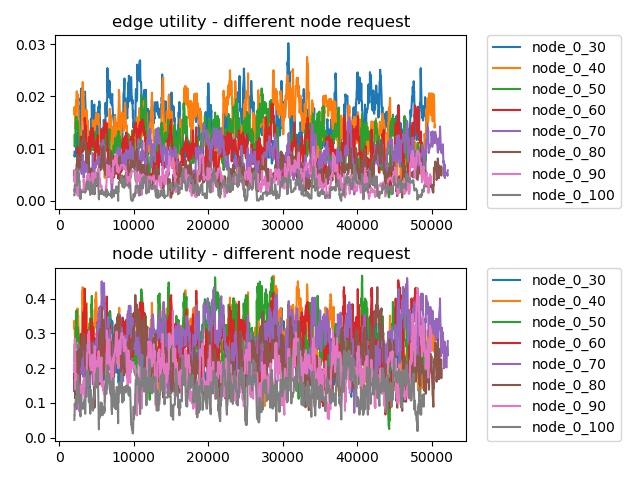 edge utility - different node request
0.03
0.02
0.01
0.00
0 10000 20000 30000 40000 50000
node_0_30
node_0_40
node_0_50
node_0_60
node_0_70
node_0_80
node_0_90
node_0_100
node utility - different node request
0.4
0.3
0.2
0.1
0.0
0 10000 20000 30000 40000 50000
node_0_30
node_0_40
node_0_50
node_0_60
node_0_70
node_0_80
node_0_90
node_0_100